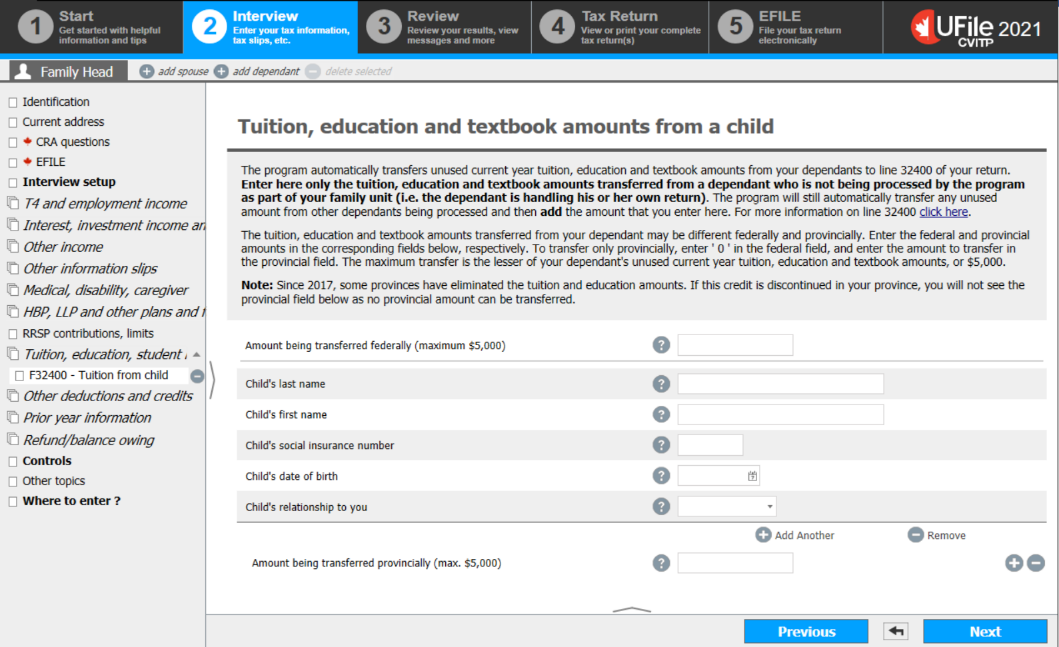 1
Start
Get started with helpful
information and tips
2
Interview
Enter your tax information,
tax slips, etc.
3
Review
Review your results, view
messages and more
4
Tax Return
View or print your complete
tax return(s)
5
EFILE
File your tax return
electronically
UFile 2021
CVITP
Family Head
add spouse
add dependant
delete selected
Identification
Current address
CRA questions
EFILE
Interview setup
T4 and employment income
Interest, investment income an
Other income
Other information slips
Medical, disability, caregiver
HBP, LLP and other plans and f
RRSP contributions, limits
Tuition, education, student l
F32400 - Tuition from child
Other deductions and credits
Prior year information
Refund/balance owing
Controls
Other topics
Where to enter ?
Tuition, education and textbook amounts from a child
The program automatically transfers unused current year tuition, education and textbook amounts from your dependants to line 32400 of your return.
Enter here only the tuition, education and textbook amounts transferred from a dependant who is not being processed by the program
as part of your family unit (i.e. the dependant is handling his or her own return). The program will still automatically transfer any unused
amount from other dependants being processed and then add the amount that you enter here. For more information on line 32400 click here.
The tuition, education and textbook amounts transferred from your dependant may be different federally and provincially. Enter the federal and provincial
amounts in the corresponding fields below, respectively. To transfer only provincially, enter ' 0 ' in the federal field, and enter the amount to transfer in
the provincial field. The maximum transfer is the lesser of your dependant's unused current year tuition, education and textbook amounts, or $5,000.
Note: Since 2017, some provinces have eliminated the tuition and education amounts. If this credit is discontinued in your province, you will not see the
provincial field below as no provincial amount can be transferred.
Amount being transferred federally (maximum $5,000) ?
Child's last name ?
Child's first name ?
Child's social insurance number ?
Child's date of birth ?
Child's relationship to you ?
Add Another
Remove
Amount being transferred provincially (max. $5,000) ?
Previous
Next